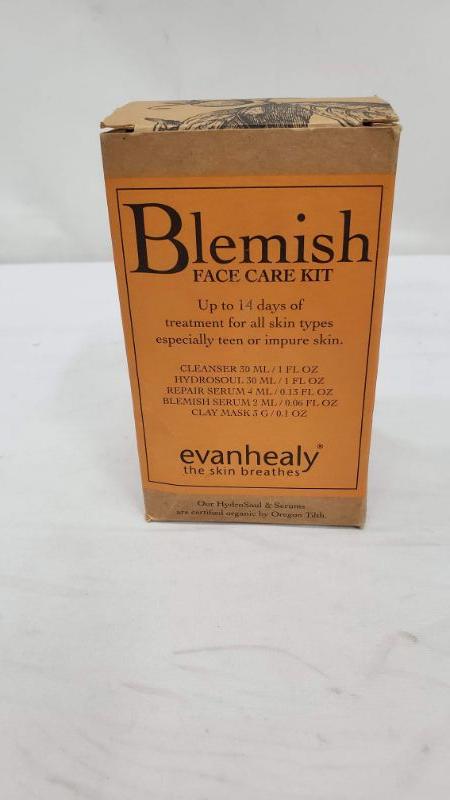 Blemish
FACE CARE KIT
Up to 14 days of
treatment for all skin types
especially teen or impure skin.
CLEANSER 30 ML / 1 FL OZ
HYDROSOUL 30 ML / 1 FL OZ
REPAIR SERUM 4 ML / 0.13 FL OZ
BLEMISH SERUM 2 ML / 0.06 FL OZ
CLAY MASK 3 G / 0.1 OZ
evanhealy®
the skin breathes
Our HydroSoul & Serums
are certified organic by Oregon Tilth.